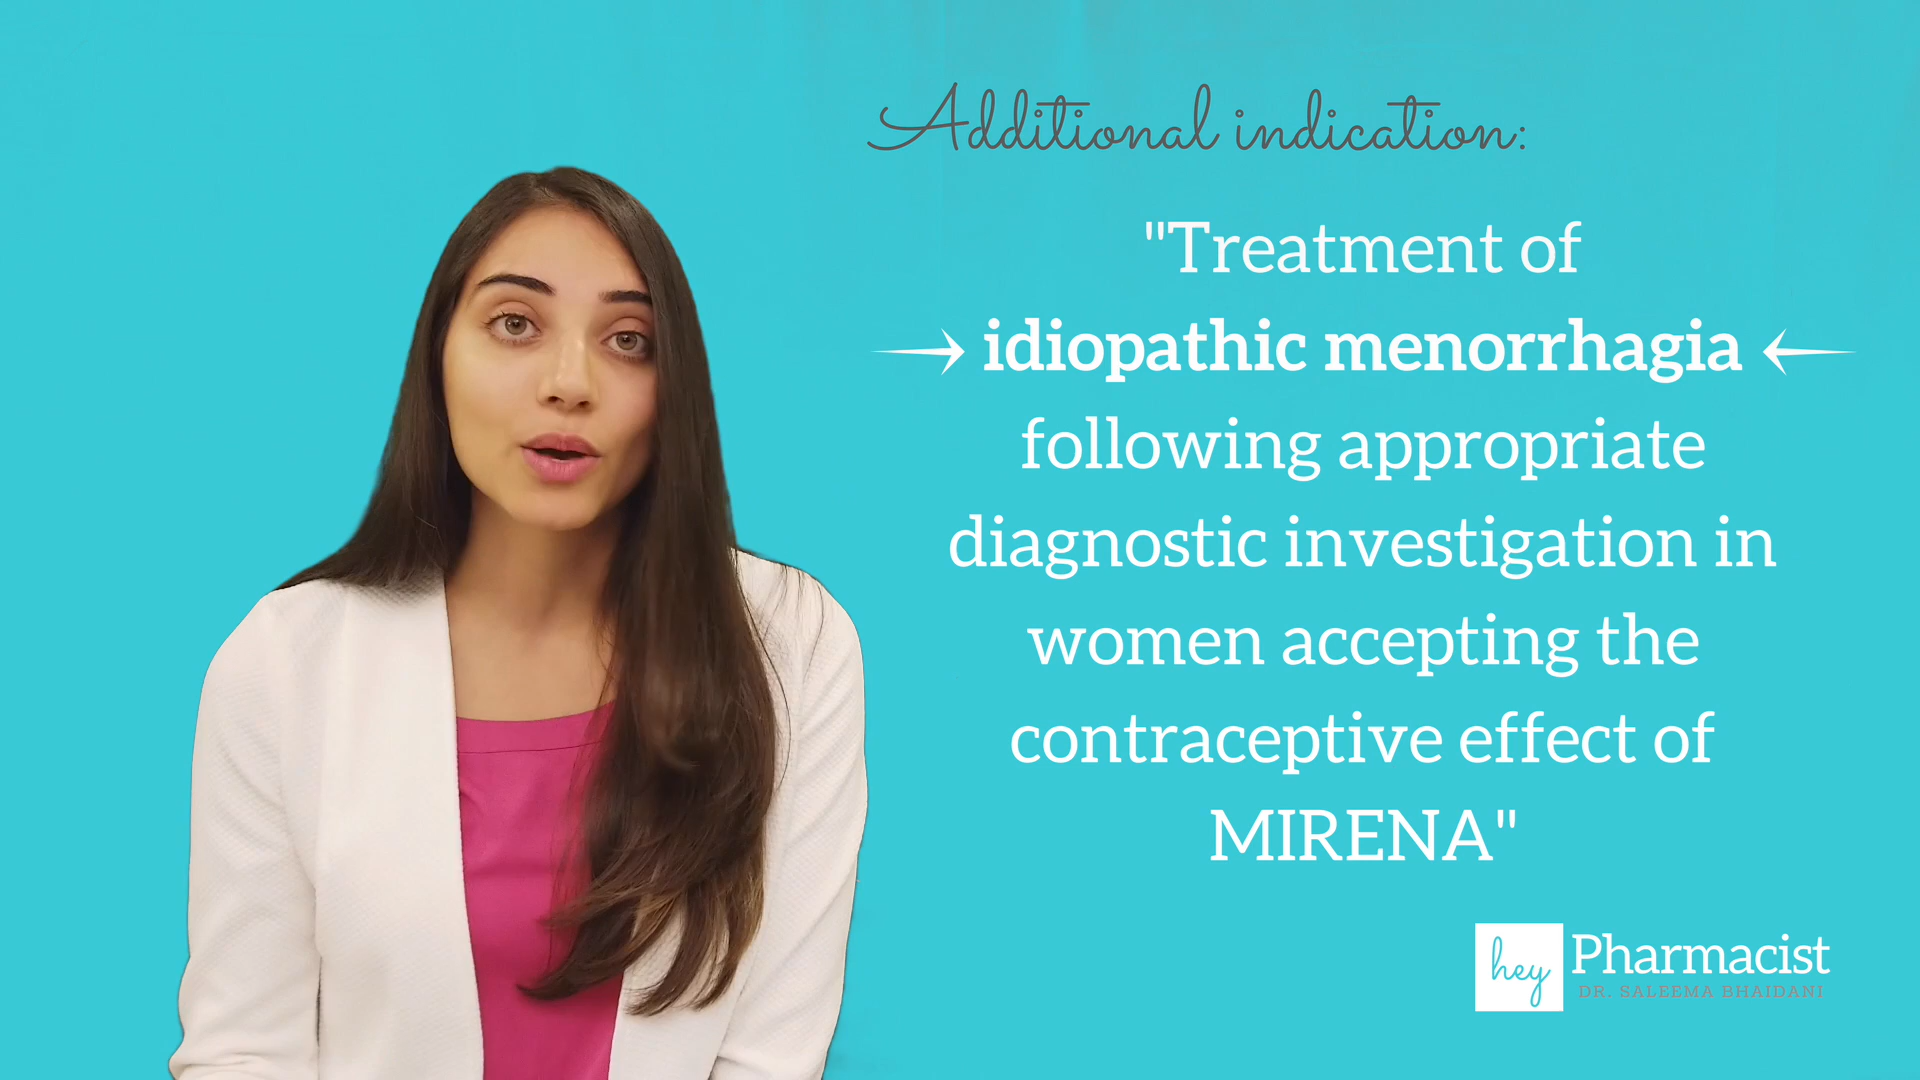 Additional indication:
"Treatment of
idiopathic menorrhagia
following appropriate
diagnostic investigation in
women accepting the
contraceptive effect of
MIRENA"
hey Pharmacist
DR. SALEEMA BHAIDANI